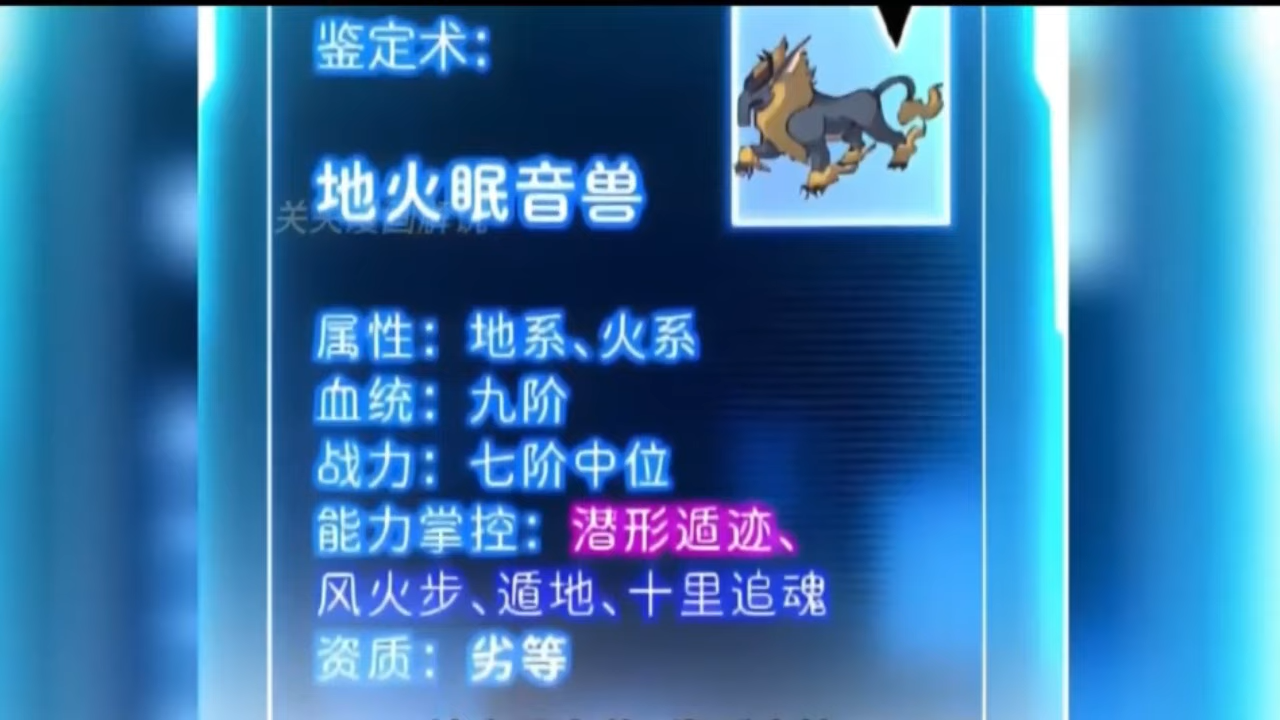 鉴定术：
地火眠音兽
属性：地系、火系
血统：九阶
战力：七阶中位
能力掌控：潜形遁迹、
风火步、遁地、十里追魂
资质：劣等